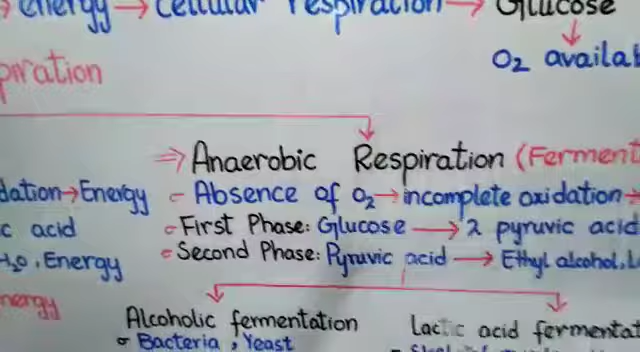 energy → cellular respiration → Glucose
O2 availab
piration
⇒ Anaerobic Respiration (Ferment
dation → Energy
- Absence of O2 → incomplete oxidation →
c acid
First Phase: Glucose → 2 pyruvic acid
H2O, Energy
Second Phase: Pyruvic acid → Ethyl alcohol, L
nergy
Alcoholic fermentation
Lactic acid fermentat
Bacteria, Yeast